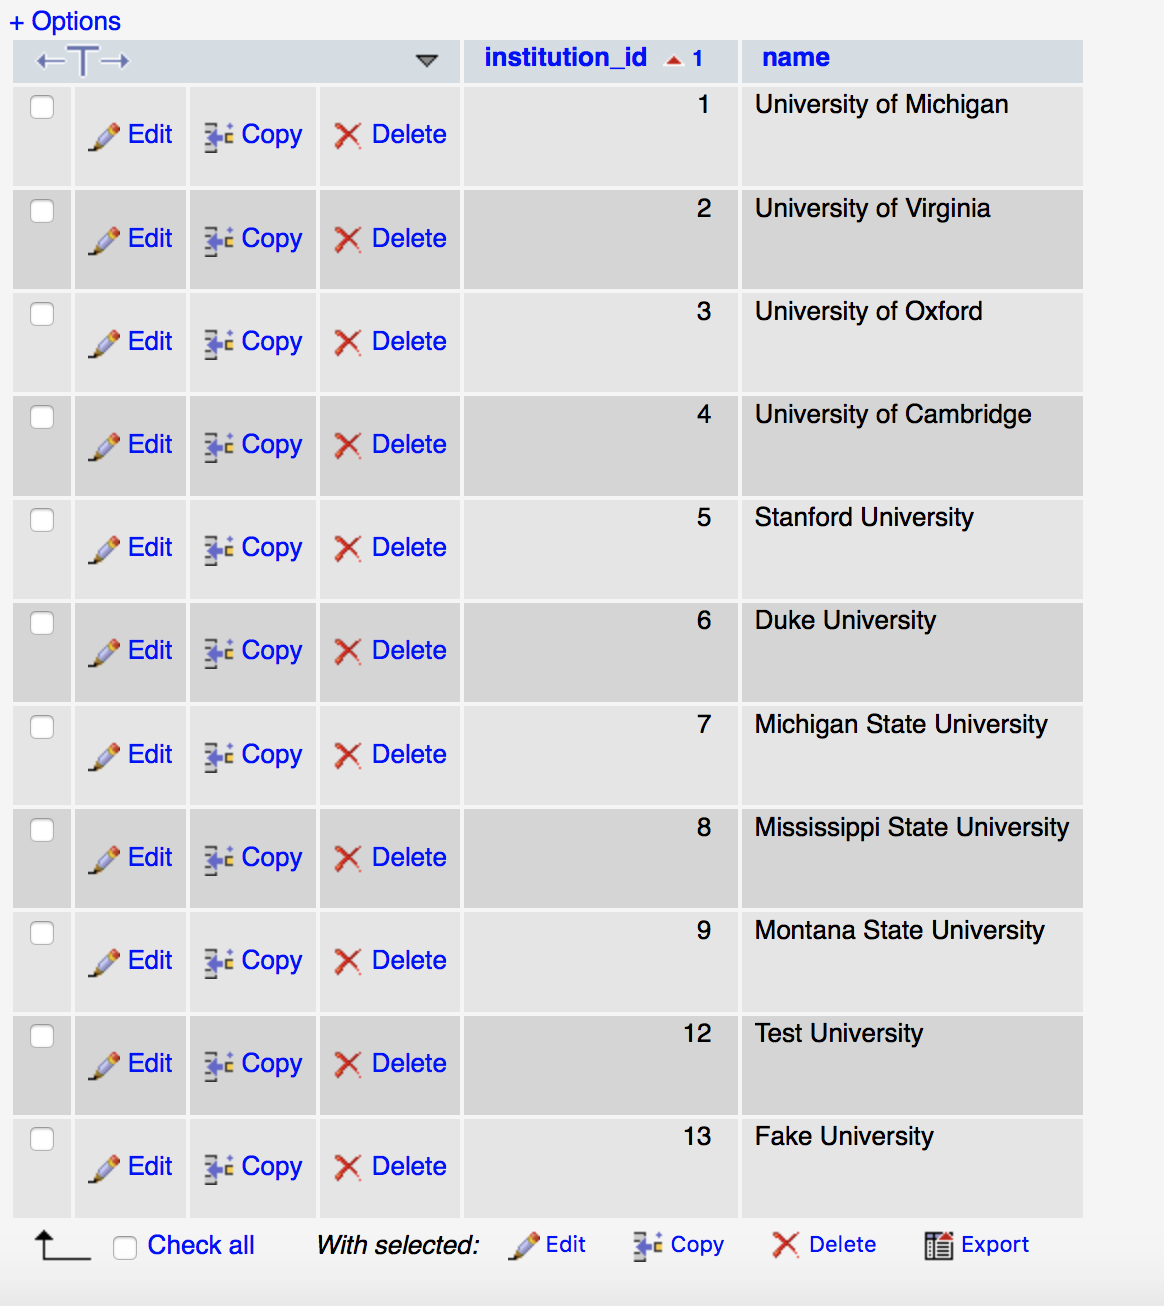 + Options
←T→ institution_id 1 name
Edit Copy Delete 1 University of Michigan
Edit Copy Delete 2 University of Virginia
Edit Copy Delete 3 University of Oxford
Edit Copy Delete 4 University of Cambridge
Edit Copy Delete 5 Stanford University
Edit Copy Delete 6 Duke University
Edit Copy Delete 7 Michigan State University
Edit Copy Delete 8 Mississippi State University
Edit Copy Delete 9 Montana State University
Edit Copy Delete 12 Test University
Edit Copy Delete 13 Fake University
Check all With selected: Edit Copy Delete Export